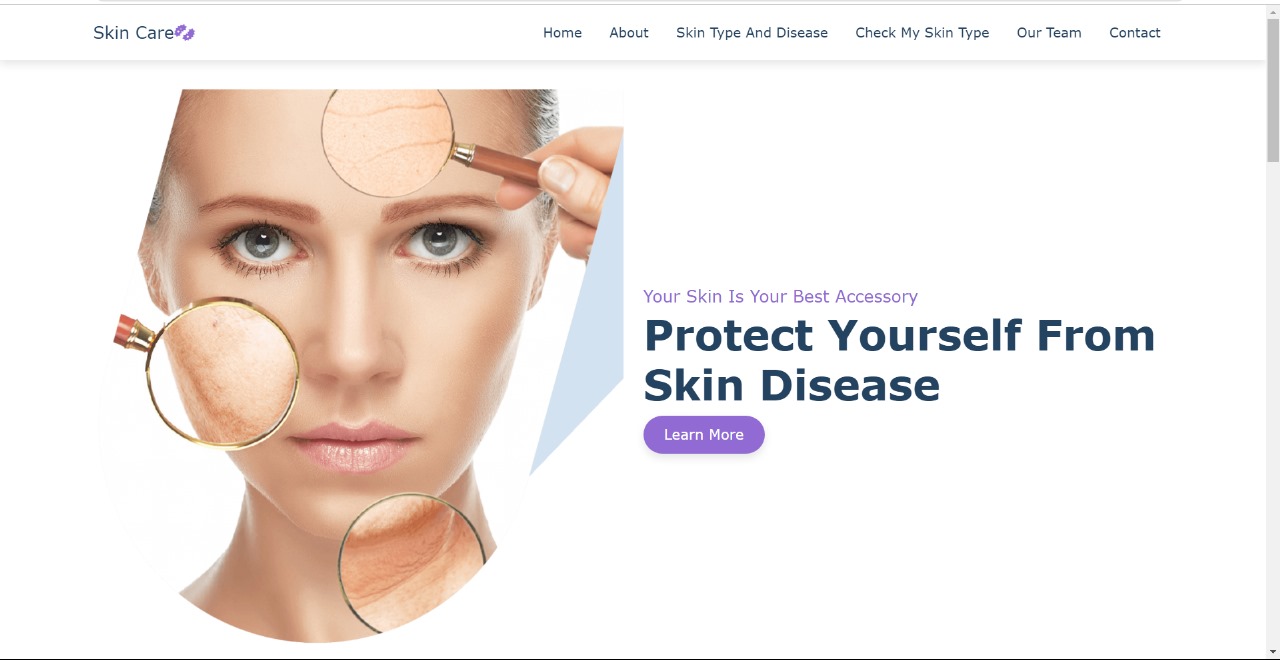 Skin Care
Home About Skin Type And Disease Check My Skin Type Our Team Contact
Your Skin Is Your Best Accessory
Protect Yourself From
Skin Disease
Learn More